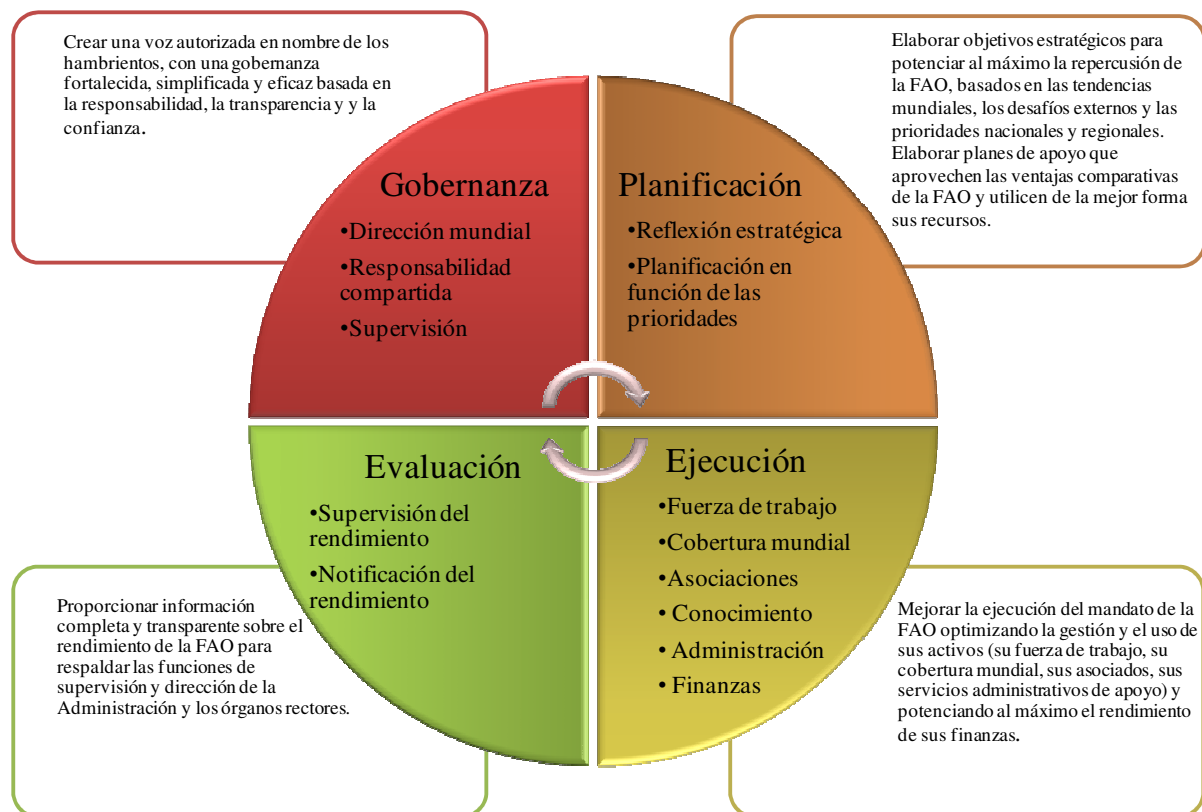 Crear una voz autorizada en nombre de los
hambrientos, con una gobernanza
fortalecida, simplificada y eficaz basada en
la responsabilidad, la transparencia y y la
confianza.
Elaborar objetivos estratégicos para
potenciar al máximo la repercusión de
la FAO, basados en las tendencias
mundiales, los desafíos externos y las
prioridades nacionales y regionales.
Elaborar planes de apoyo que
aprovechen las ventajas comparativas
de la FAO y utilicen de la mejor forma
sus recursos.
Gobernanza
•Dirección mundial
•Responsabilidad
compartida
•Supervisión
Planificación
•Reflexión estratégica
•Planificación en
función de las
prioridades
Evaluación
•Supervisión del
rendimiento
•Notificación del
rendimiento
Ejecución
•Fuerza de trabajo
•Cobertura mundial
•Asociaciones
• Conocimiento
• Administración
• Finanzas
Proporcionar información
completa y transparente sobre el
rendimiento de la FAO para
respaldar las funciones de
supervisión y dirección de la
Administración y los órganos rectores.
Mejorar la ejecución del mandato de la
FAO optimizando la gestión y el uso de
sus activos (su fuerza de trabajo, su
cobertura mundial, sus asociados, sus
servicios administrativos de apoyo) y
potenciando al máximo el rendimiento
de sus finanzas.